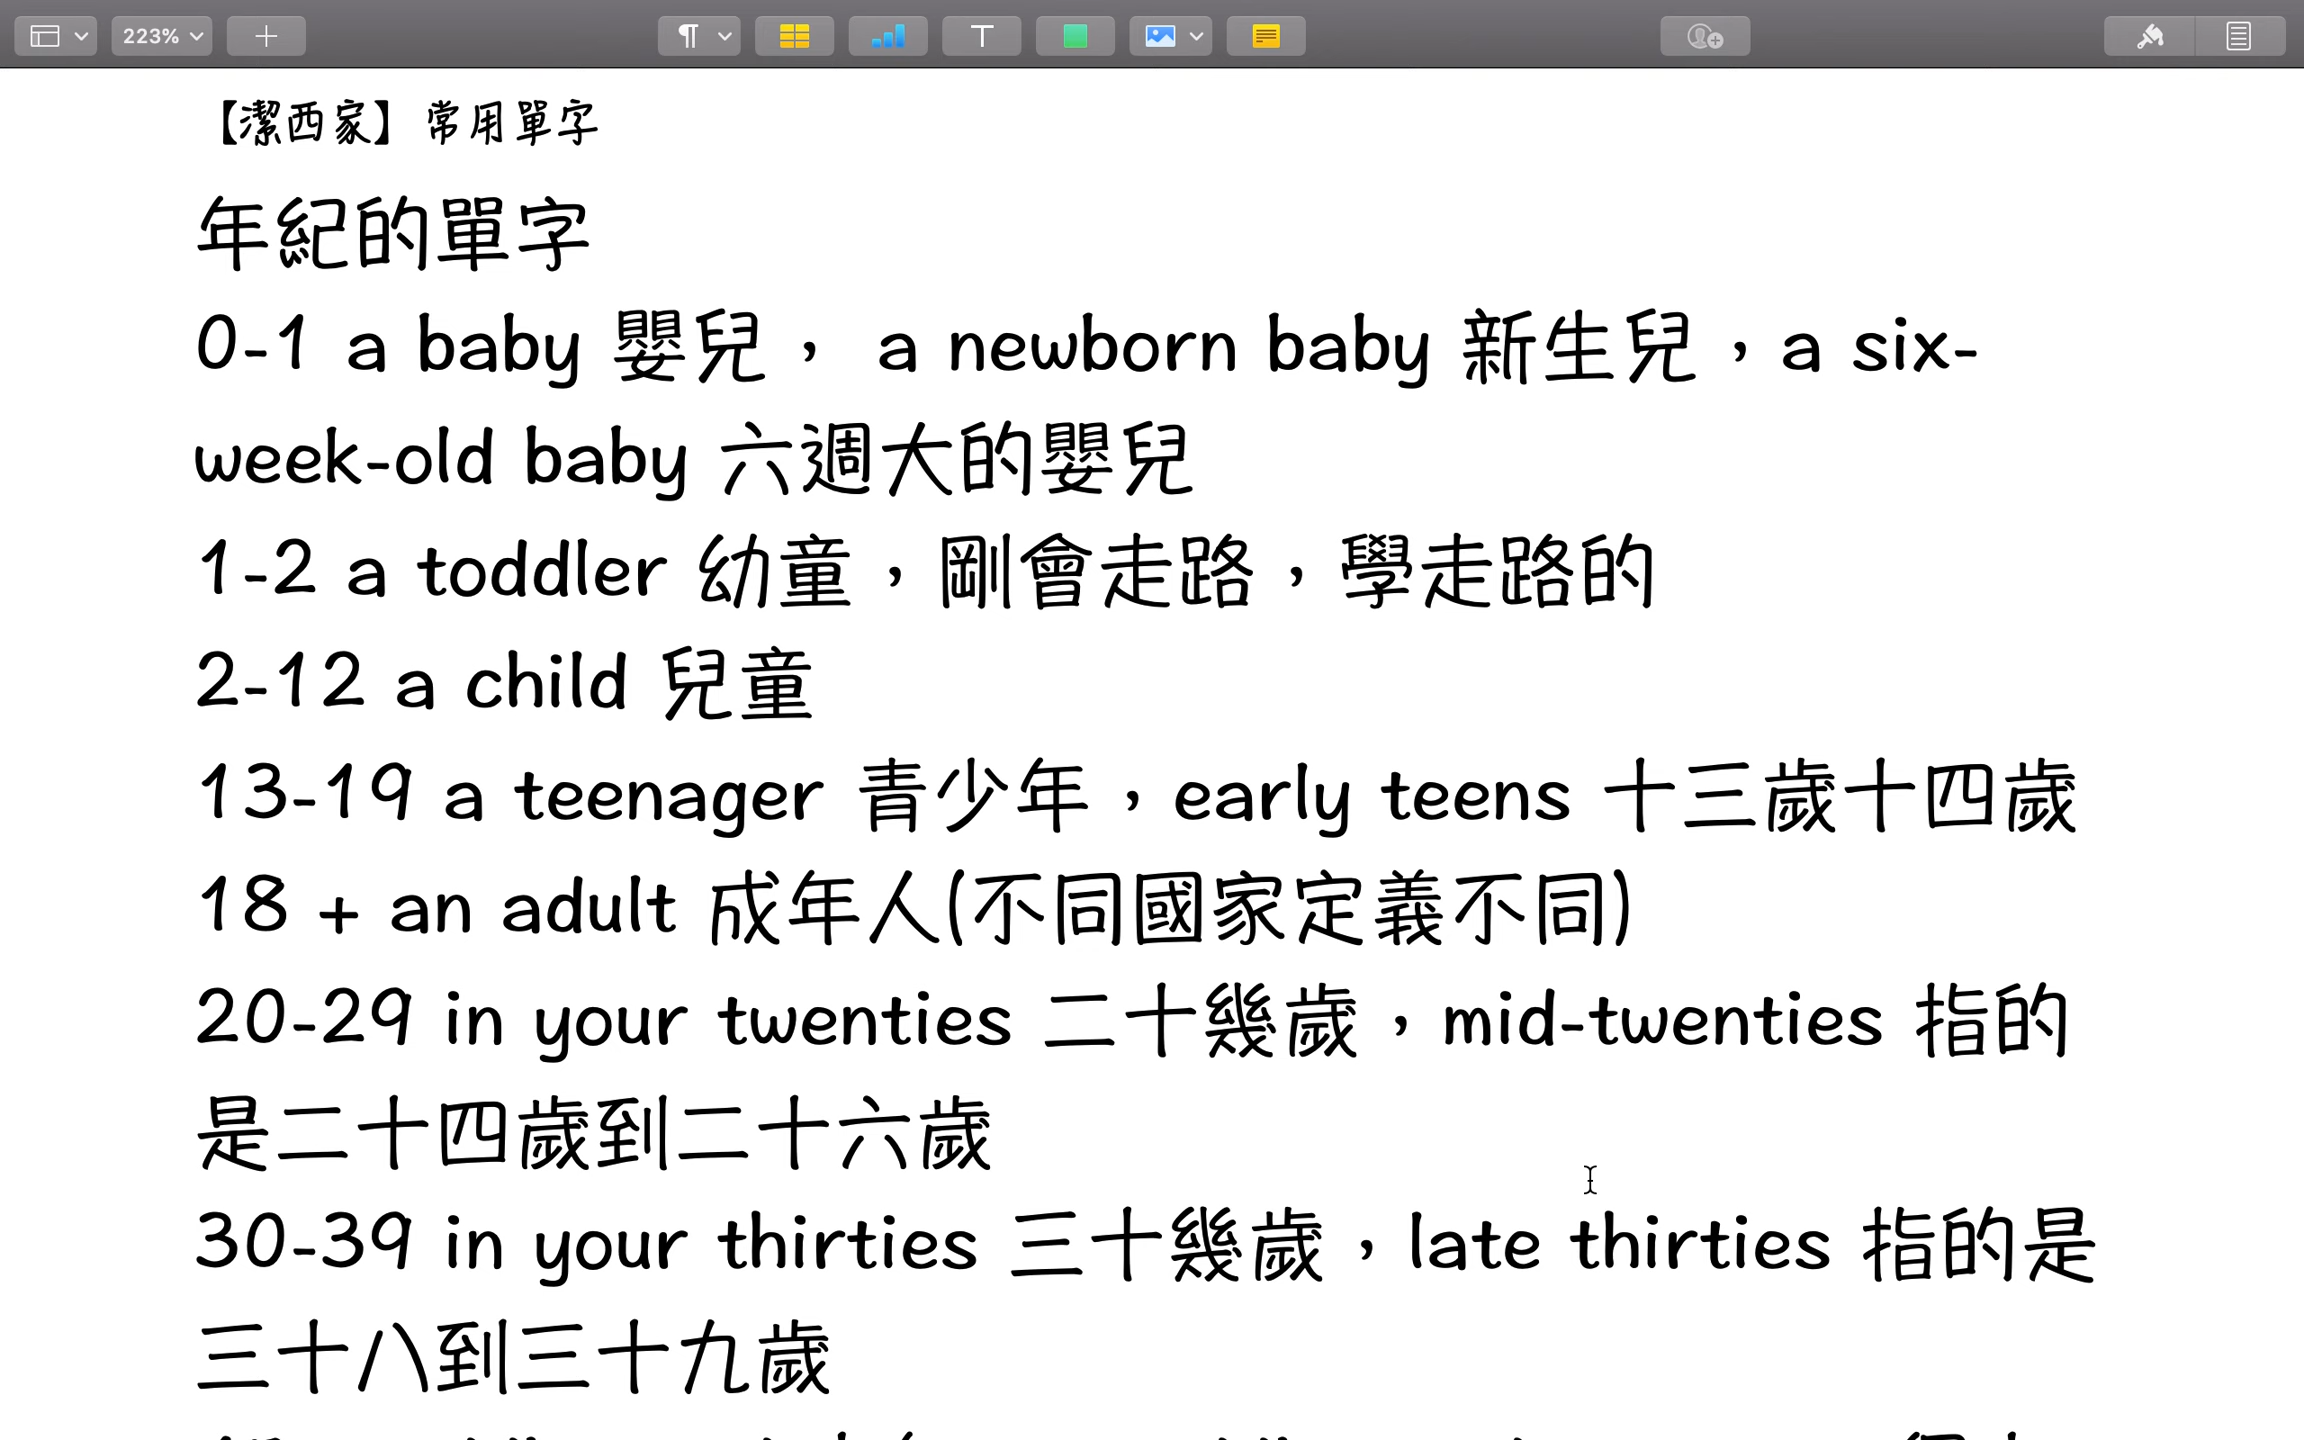 223%
【潔西家】常用單字
年紀的單字
0-1 a baby 嬰兒， a newborn baby 新生兒，a six-
week-old baby 六週大的嬰兒
1-2 a toddler 幼童，剛會走路，學走路的
2-12 a child 兒童
13-19 a teenager 青少年，early teens 十三歲十四歲
18 + an adult 成年人(不同國家定義不同)
20-29 in your twenties 二十幾歲，mid-twenties 指的
是二十四歲到二十六歲
30-39 in your thirties 三十幾歲，late thirties 指的是
三十八到三十九歲